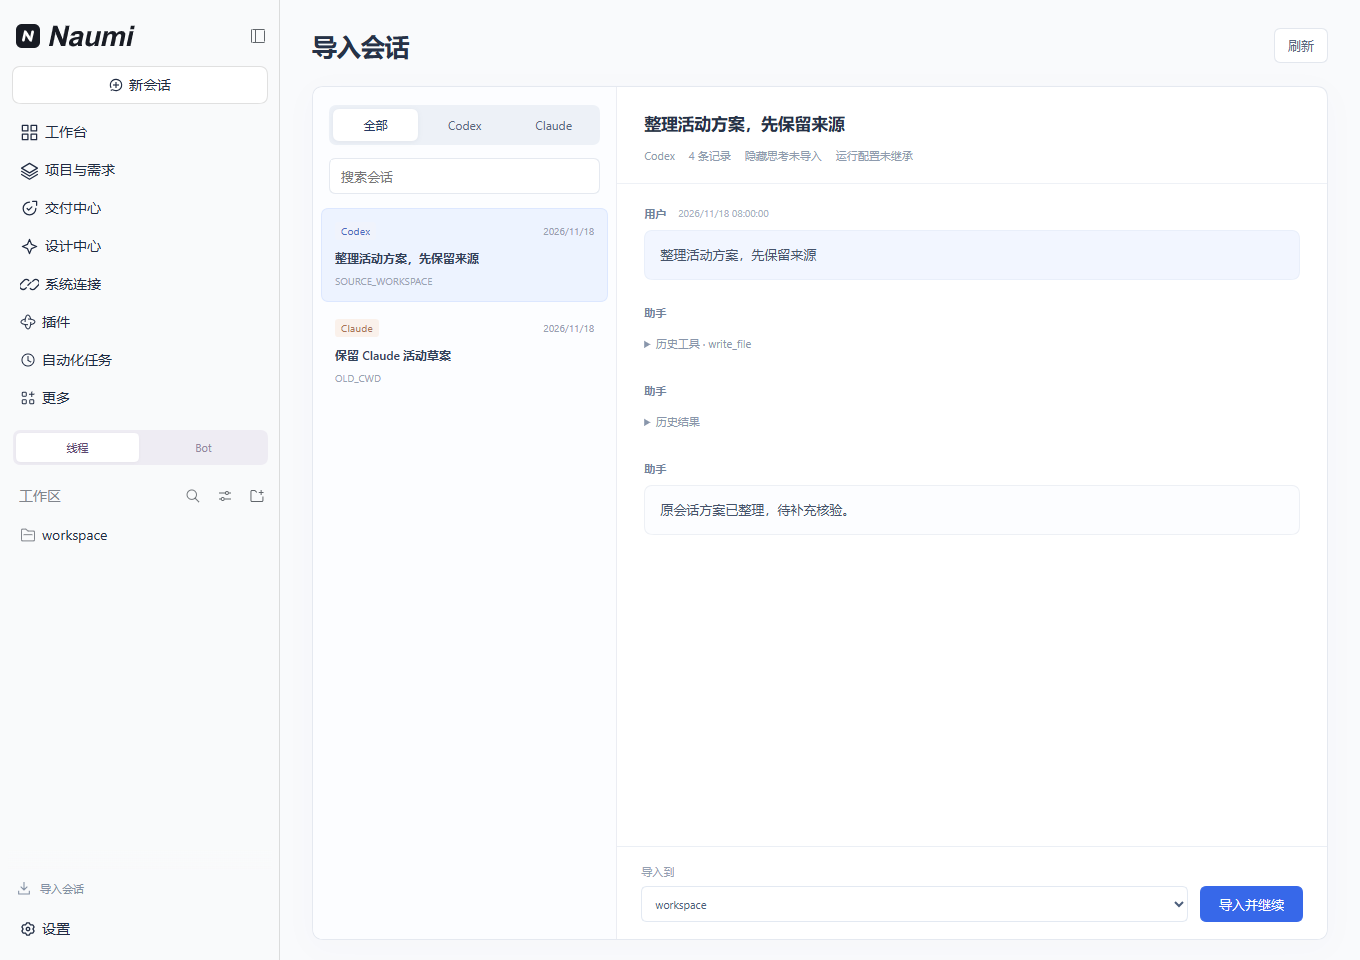 N Naumi
新会话
工作台
项目与需求
交付中心
设计中心
系统连接
插件
自动化任务
更多
线程
Bot
工作区
workspace
导入会话
设置
导入会话
刷新
全部
Codex
Claude
搜索会话
Codex
2026/11/18
整理活动方案，先保留来源
SOURCE_WORKSPACE
Claude
2026/11/18
保留 Claude 活动草案
OLD_CWD
整理活动方案，先保留来源
Codex 4 条记录 隐藏思考未导入 运行配置未继承
用户 2026/11/18 08:00:00
整理活动方案，先保留来源
助手
历史工具 · write_file
助手
历史结果
助手
原会话方案已整理，待补充核验。
导入到
workspace
导入并继续